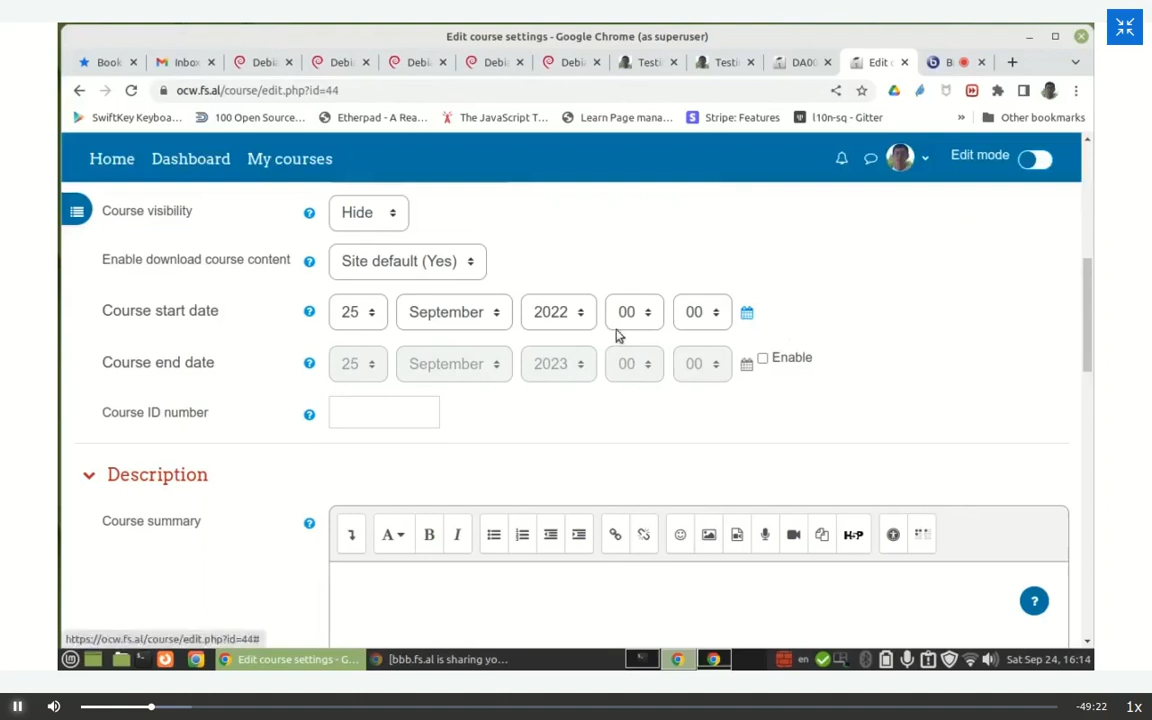 Edit course settings - Google Chrome (as superuser)
Book
Inbox
Debi
Debi
Debi
Debi
Debi
Testi
Testi
DA00
Edit c
B
ocw.fs.al/course/edit.php?id=44
SwiftKey Keyboa...
100 Open Source...
Etherpad - A Rea...
The JavaScript T...
Learn Page mana...
Stripe: Features
l10n-sq - Gitter
»
Other bookmarks
Home
Dashboard
My courses
Edit mode
Course visibility
Hide
Enable download course content
Site default (Yes)
Course start date
25
September
2022
00
00
Course end date
25
September
2023
00
00
Enable
Course ID number
Description
Course summary
A
B
I
H-P
?
https://ocw.fs.al/course/edit.php?id=44#
Edit course settings - G...
[bbb.fs.al is sharing yo...
en
Sat Sep 24, 16:14
-49:22
1x